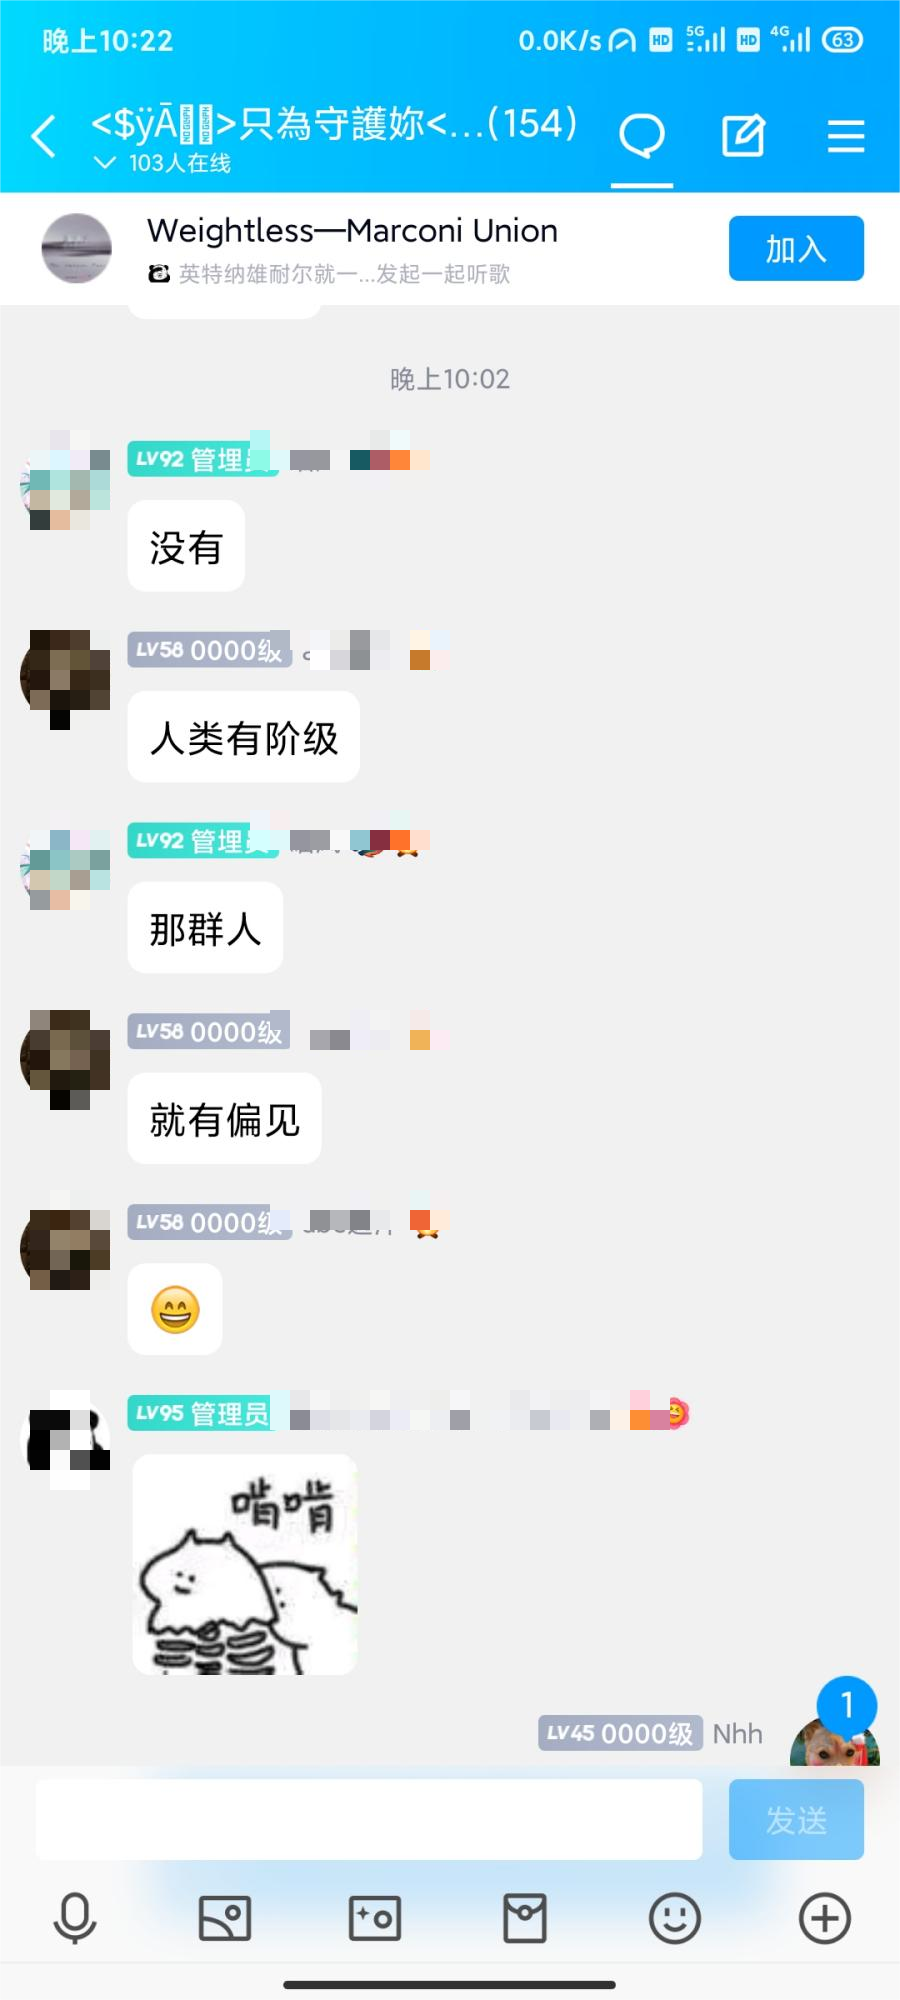 晚上10:22
0.0K/s HD 5G HD 4G 63
只為守護妳<...(154)
103人在线
Weightless—Marconi Union
英特纳雄耐尔就一...发起一起听歌
加入
晚上10:02
LV92 管理员
没有
LV58 0000级
人类有阶级
LV92 管理员
那群人
LV58 0000级
就有偏见
LV58 0000级
LV95 管理员
啃啃
1
LV45 0000级 Nhh
发送